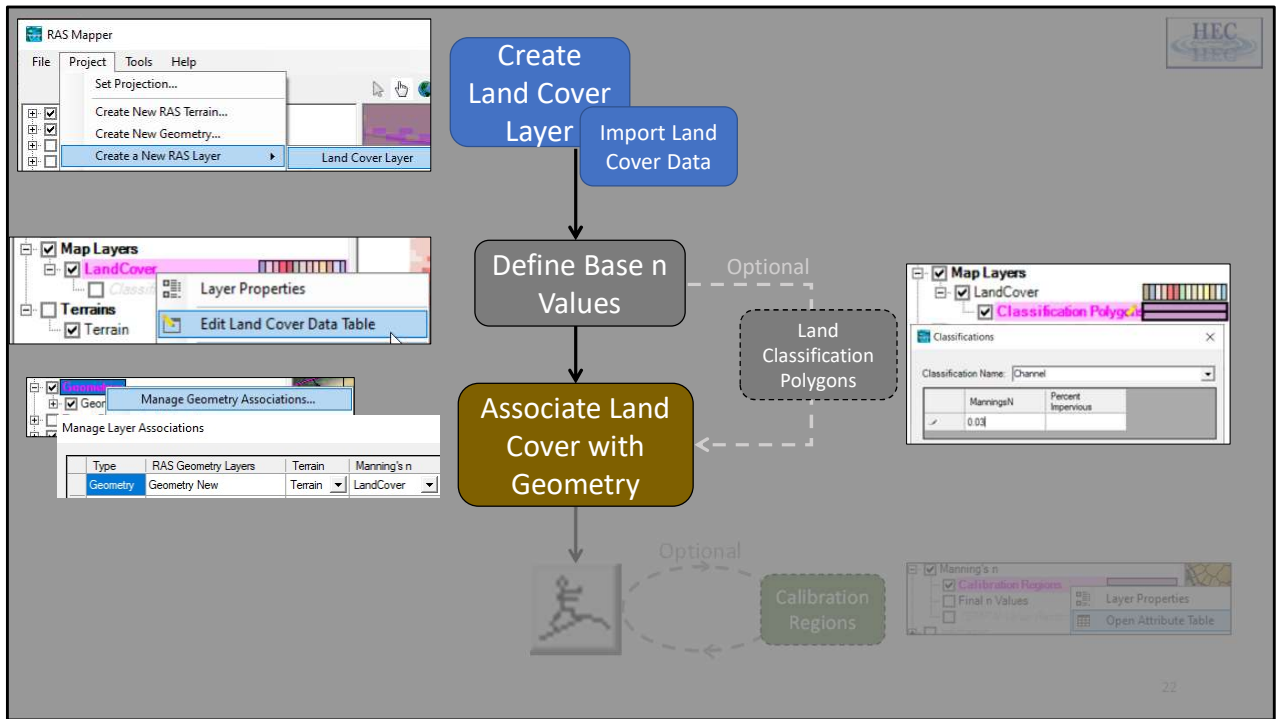 RAS Mapper
File Project Tools Help
Set Projection...
Create New RAS Terrain...
Create New Geometry...
Create a New RAS Layer
Land Cover Layer
Create
Land Cover
Layer
Import Land
Cover Data
HEC
HEC
Map Layers
LandCover
Classif
Layer Properties
Terrains
Terrain
Edit Land Cover Data Table
Define Base n
Values
Optional
Land
Classification
Polygons
Map Layers
LandCover
Classification Polygo
Classifications
Classification Name: Channel
ManningsN
Percent
Impervious
0.03
Geor
Manage Geometry Associations...
Manage Layer Associations
Type RAS Geometry Layers Terrain Manning's n
Geometry Geometry New Terrain LandCover
Associate Land
Cover with
Geometry
Optional
Calibration
Regions
Manning's n
Calibration Regions
Final n Values
Layer Properties
Open Attribute Table
22